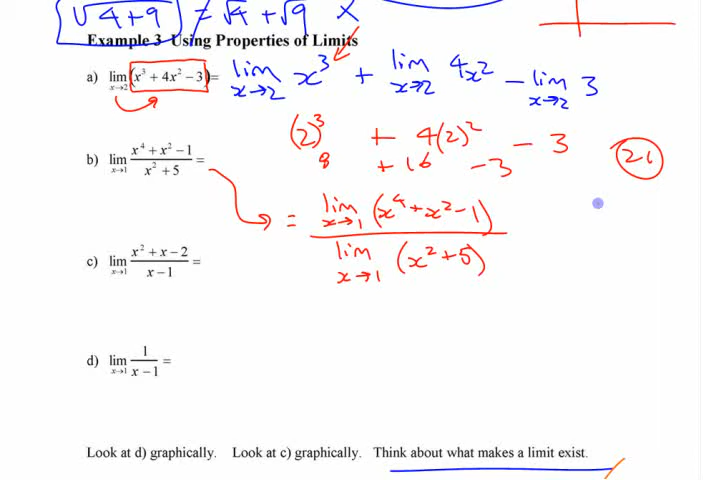 √4+9 ≠ √4 + √9 ×
Example 3 Using Properties of Limits
a) lim x→2 (x³ + 4x² − 3) = lim x→2 x³ + lim x→2 4x² − lim x→2 3
(2)³ + 4(2)² − 3
8 + 16 − 3 21
b) lim x→1 (x⁴ + x² − 1)/(x² + 5) =
= lim x→1 (x⁴ + x² − 1)
lim x→1 (x² + 5)
c) lim x→1 (x² + x − 2)/(x − 1) =
d) lim x→1 1/(x − 1) =
Look at d) graphically. Look at c) graphically. Think about what makes a limit exist.